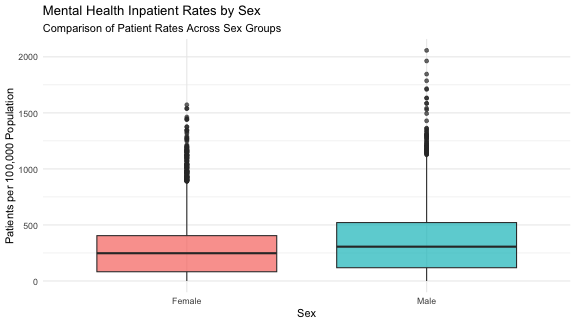 Mental Health Inpatient Rates by Sex
Comparison of Patient Rates Across Sex Groups
Patients per 100,000 Population
2000
1500
1000
500
0
Female
Male
Sex